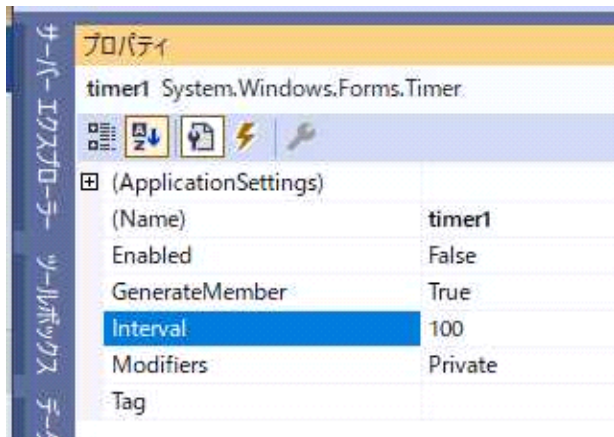 サーバー エクスプローラー
ツールボックス
データ
プロパティ
timer1 System.Windows.Forms.Timer
(ApplicationSettings)
(Name) timer1
Enabled False
GenerateMember True
Interval 100
Modifiers Private
Tag